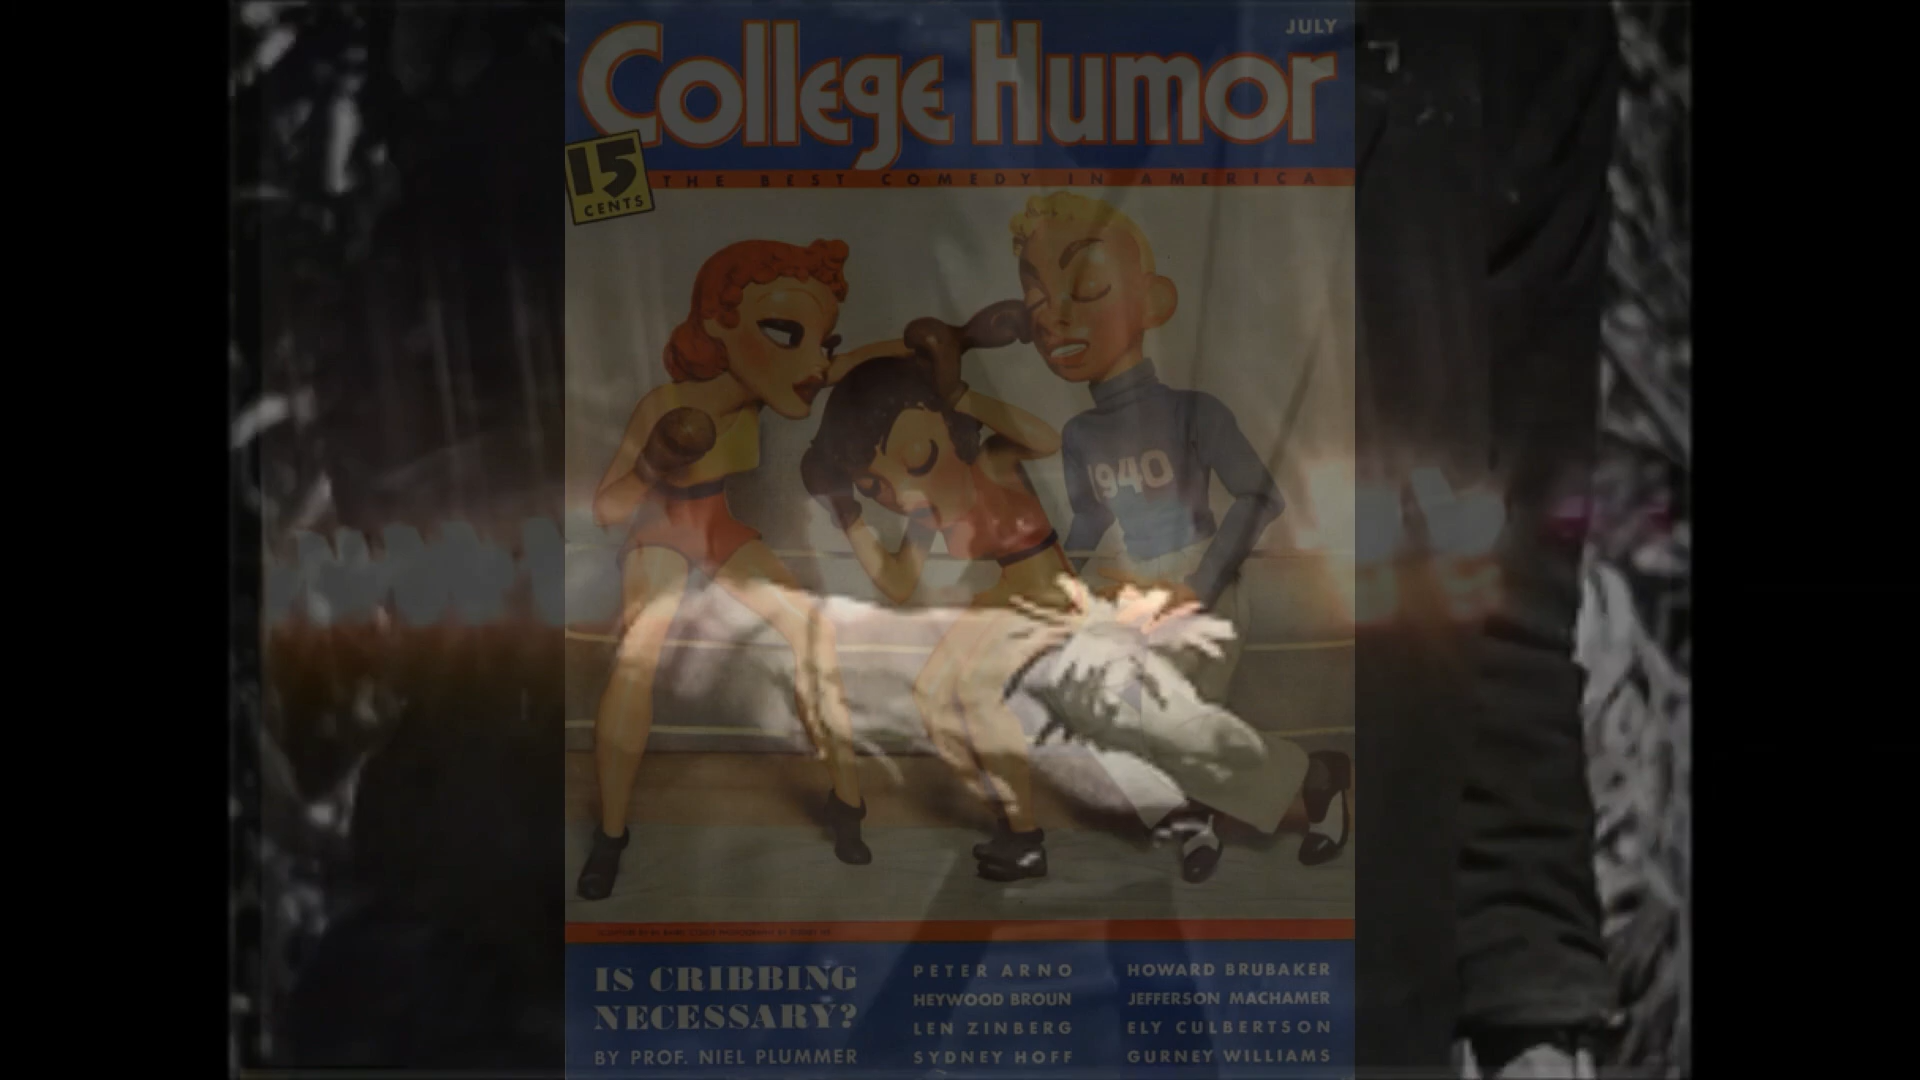 JULY
College Humor
15
CENTS
THE BEST COMEDY IN AMERICA
1940
IS CRIBBING
NECESSARY?
BY PROF. NIEL PLUMMER
PETER ARNO
HEYWOOD BROUN
LEN ZINBERG
SYDNEY HOFF
HOWARD BRUBAKER
JEFFERSON MACHAMER
ELY CULBERTSON
GURNEY WILLIAMS